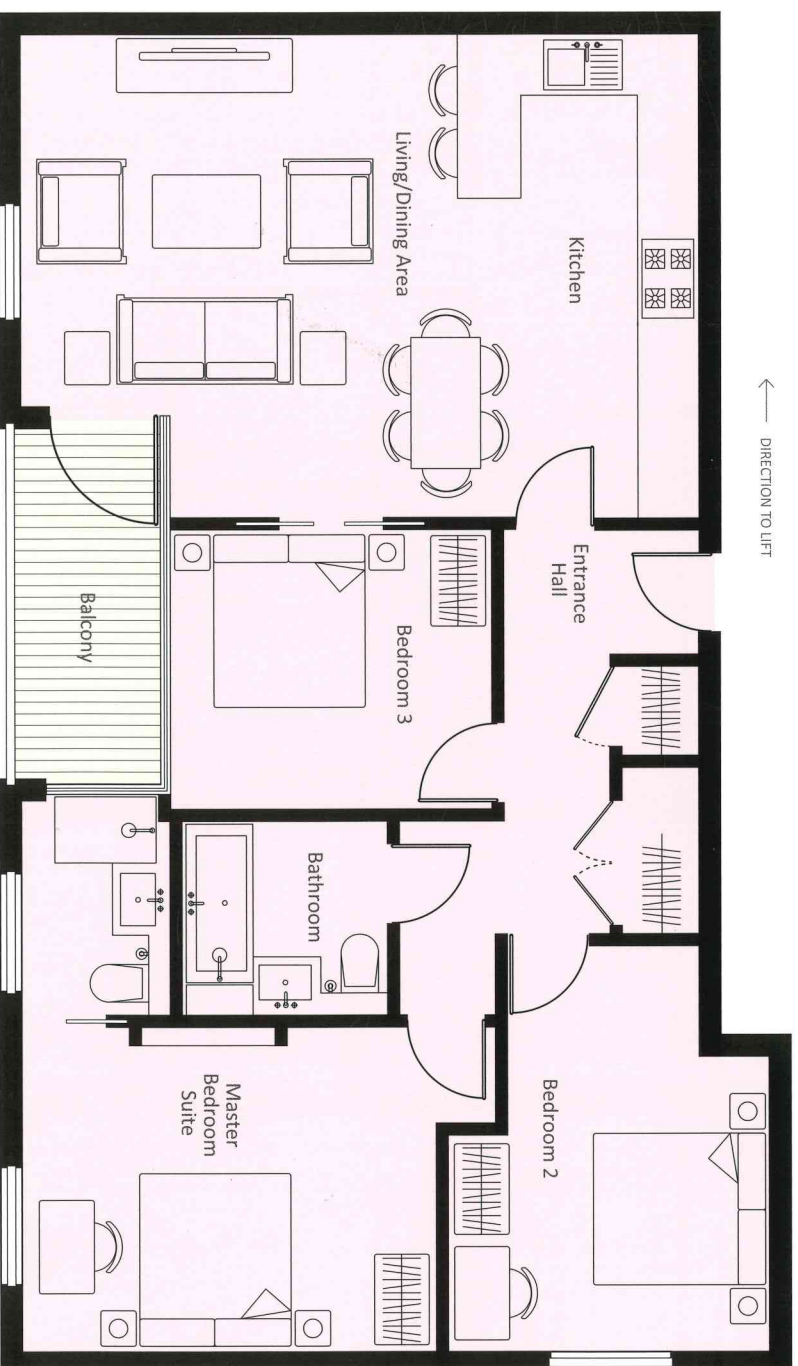 DIRECTION TO LIFT
Kitchen
Living/Dining Area
Entrance
Hall
Balcony
Bedroom 3
Bathroom
Bedroom 2
Master
Bedroom
Suite